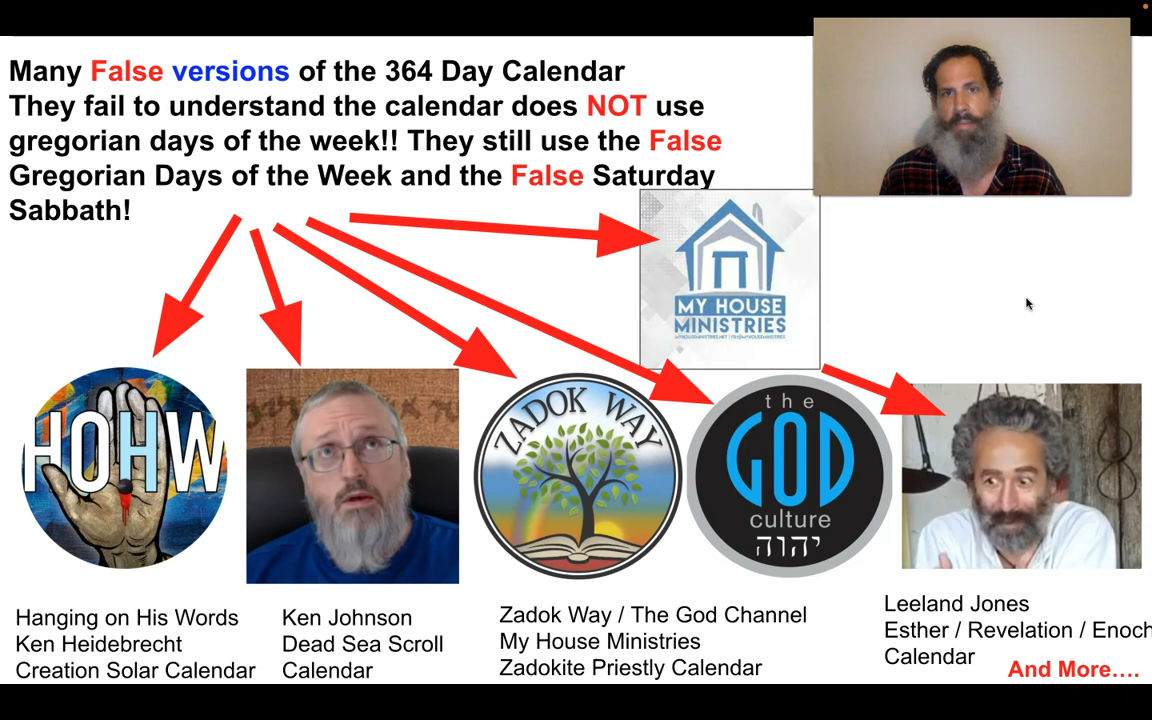 Many False versions of the 364 Day Calendar
They fail to understand the calendar does NOT use
gregorian days of the week!! They still use the False
Gregorian Days of the Week and the False Saturday
Sabbath!
MY HOUSE
MINISTRIES
HOHW
ZADOK WAY
the
GOD
culture
יהוה
Hanging on His Words
Ken Heidebrecht
Creation Solar Calendar
Ken Johnson
Dead Sea Scroll
Calendar
Zadok Way / The God Channel
My House Ministries
Zadokite Priestly Calendar
Leeland Jones
Esther / Revelation / Enoch
Calendar
And More....